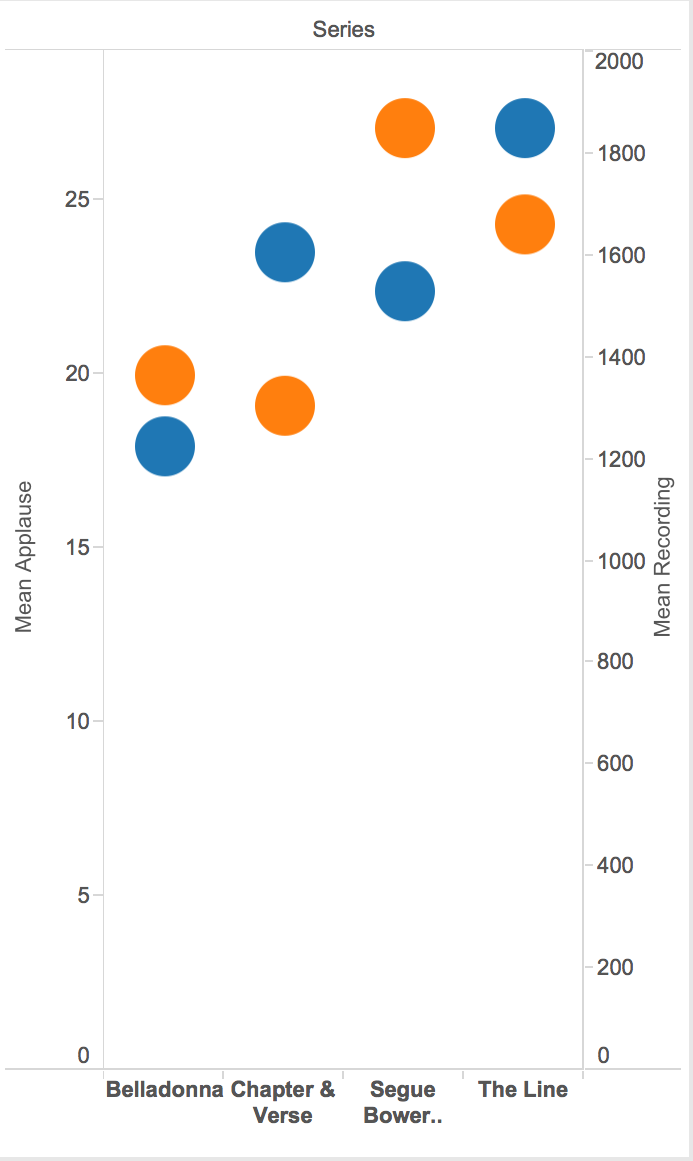 Series
Mean Applause
25
20
15
10
5
0
2000
1800
1600
1400
1200
1000
800
600
400
200
0
Mean Recording
Belladonna
Chapter &
Verse
Segue
Bower..
The Line